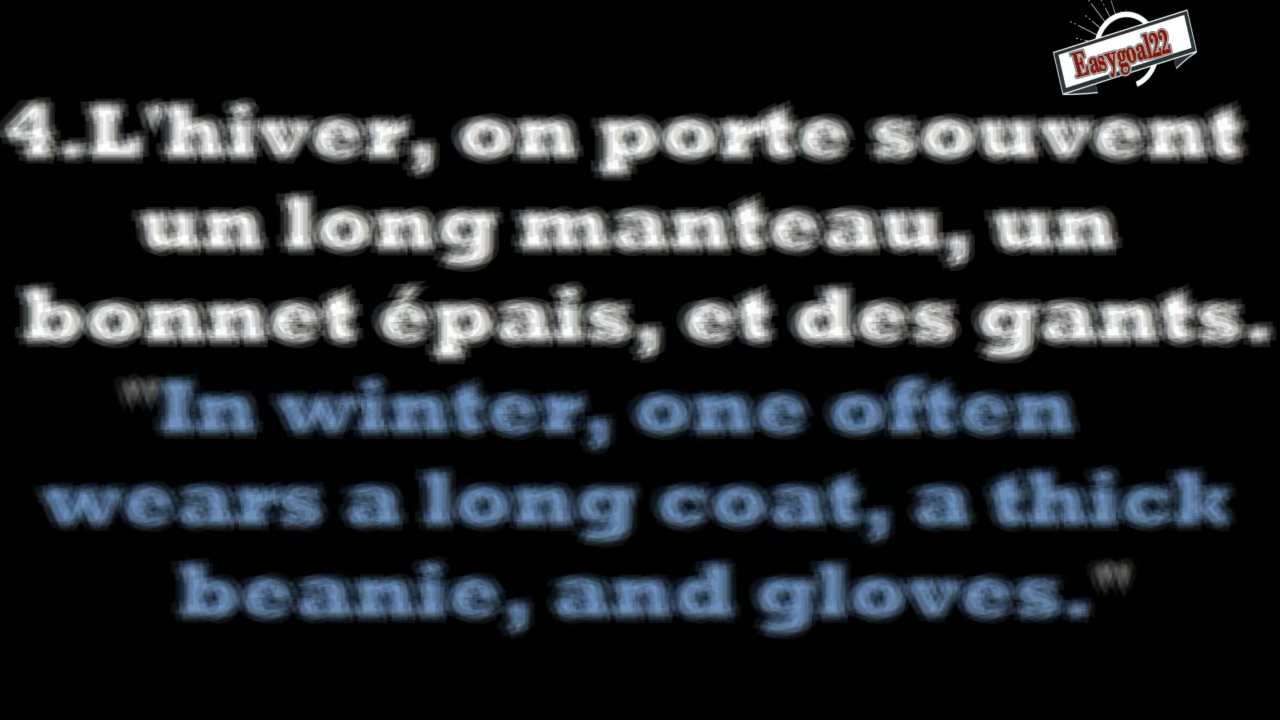 Easygoal22
4.L'hiver, on porte souvent
un long manteau, un
bonnet épais, et des gants.
"In winter, one often
wears a long coat, a thick
beanie, and gloves."